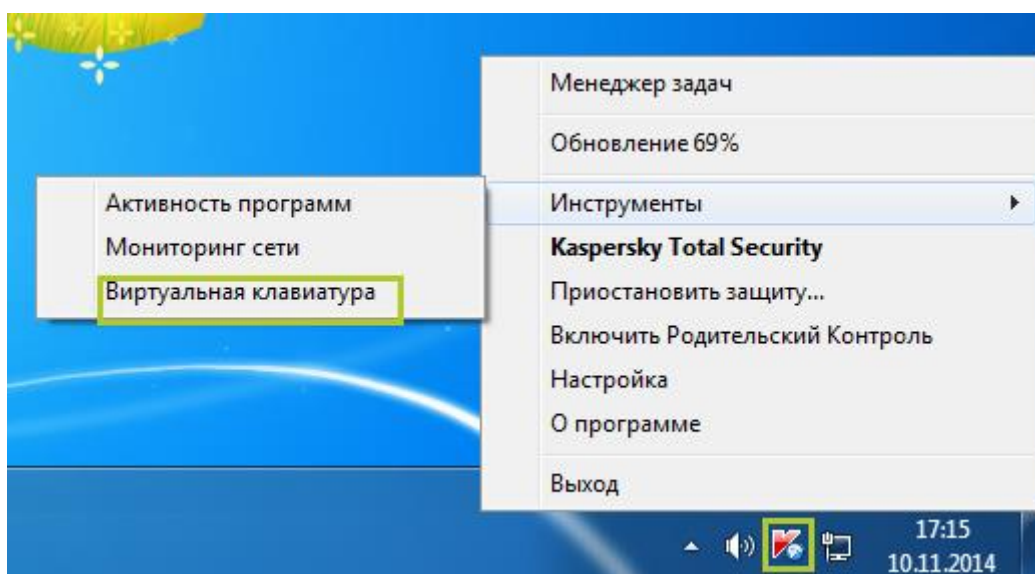 Менеджер задач
Обновление 69%
Инструменты
Kaspersky Total Security
Приостановить защиту...
Включить Родительский Контроль
Настройка
О программе
Выход
Активность программ
Мониторинг сети
Виртуальная клавиатура
17:15
10.11.2014